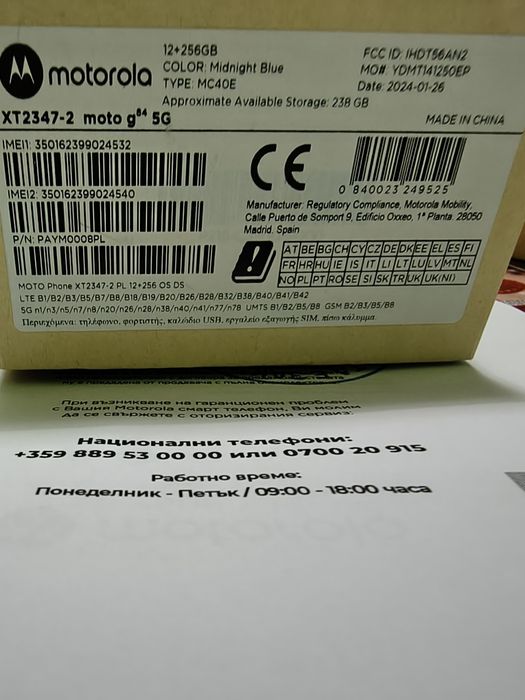 motorola
12+256GB
COLOR: Midnight Blue
TYPE: MC40E
Approximate Available Storage: 238 GB
FCC ID: IHDT56AN2
MO#: YDMT141250EP
Date: 2024-01-26
XT2347-2 moto g⁸⁴ 5G
MADE IN CHINA
IMEI1: 350162399024532
IMEI2: 350162399024540
P/N: PAYM0008PL
CE
0 840023 249525
Manufacturer: Regulatory Compliance, Motorola Mobility,
Calle Puerto de Somport 9, Edificio Oxxeo, 1ª Planta. 28050
Madrid. Spain
AT BE BG CH CY CZ DE DK EE EL ES FI
FR HR HU IE IS IT LI LT LU LV MT NL
NO PL PT RO SE SI SK TR UK UK(NI)
MOTO Phone XT2347-2 PL 12+256 OS DS
LTE B1/B2/B3/B5/B7/B8/B18/B19/B20/B26/B28/B32/B38/B40/B41/B42
5G n1/n3/n5/n7/n8/n20/n26/n28/n38/n40/n41/n77/n78 UMTS B1/B2/B5/B8 GSM B2/B3/B5/B8
Περιεχόμενα: τηλέφωνο, φορτιστής, καλώδιο USB, εργαλείο εξαγωγής SIM, πίσω κάλυμμα.
При възникване на гаранционен проблем
с Вашия Motorola смарт телефон, Ви молим
да се свържете с оторизирания сервиз:
Национални телефони:
+359 889 53 00 00 или 0700 20 915
Работно време:
Понеделник - Петък / 09:00 - 18:00 часа